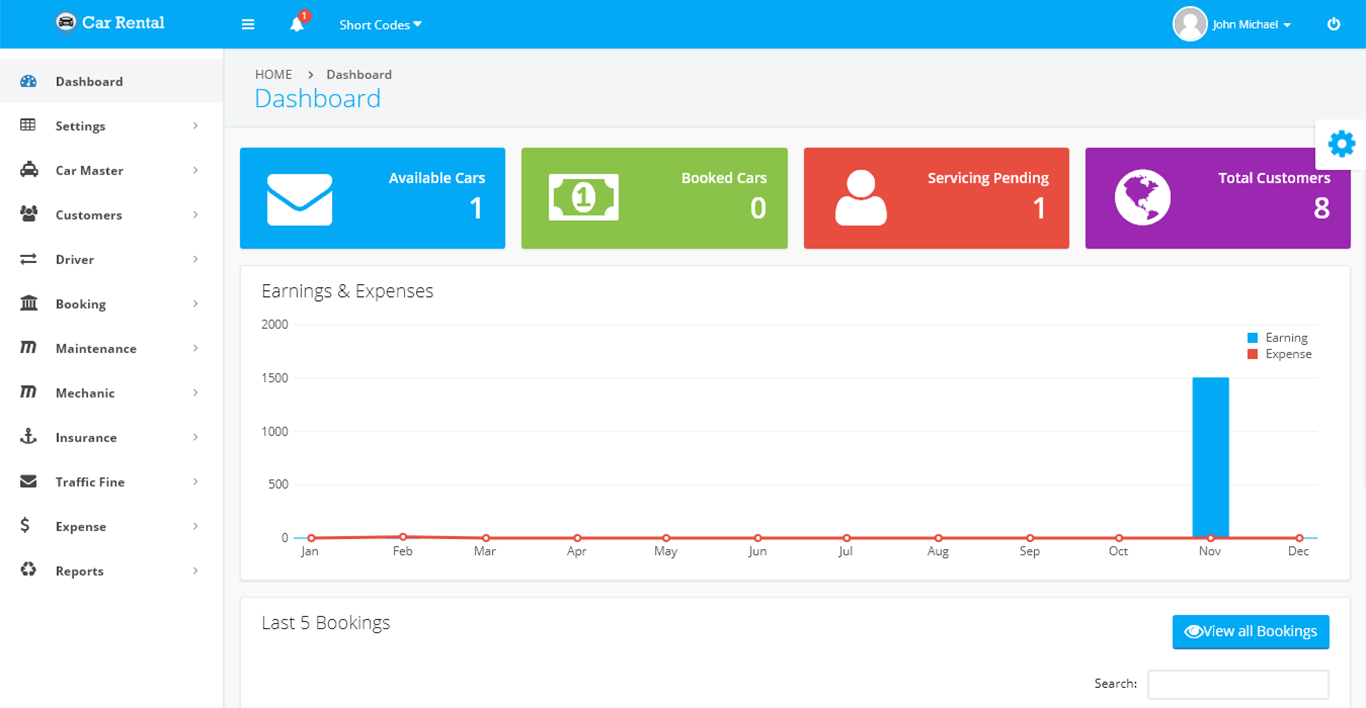 Car Rental
1
Short Codes
John Michael
Dashboard
Settings
Car Master
Customers
Driver
Booking
Maintenance
Mechanic
Insurance
Traffic Fine
Expense
Reports
HOME > Dashboard
Dashboard
Available Cars
1
1
Booked Cars
0
Servicing Pending
1
Total Customers
8
Earnings & Expenses
2000
1500
1000
500
0
Earning
Expense
Jan Feb Mar Apr May Jun Jul Aug Sep Oct Nov Dec
Last 5 Bookings
View all Bookings
Search: